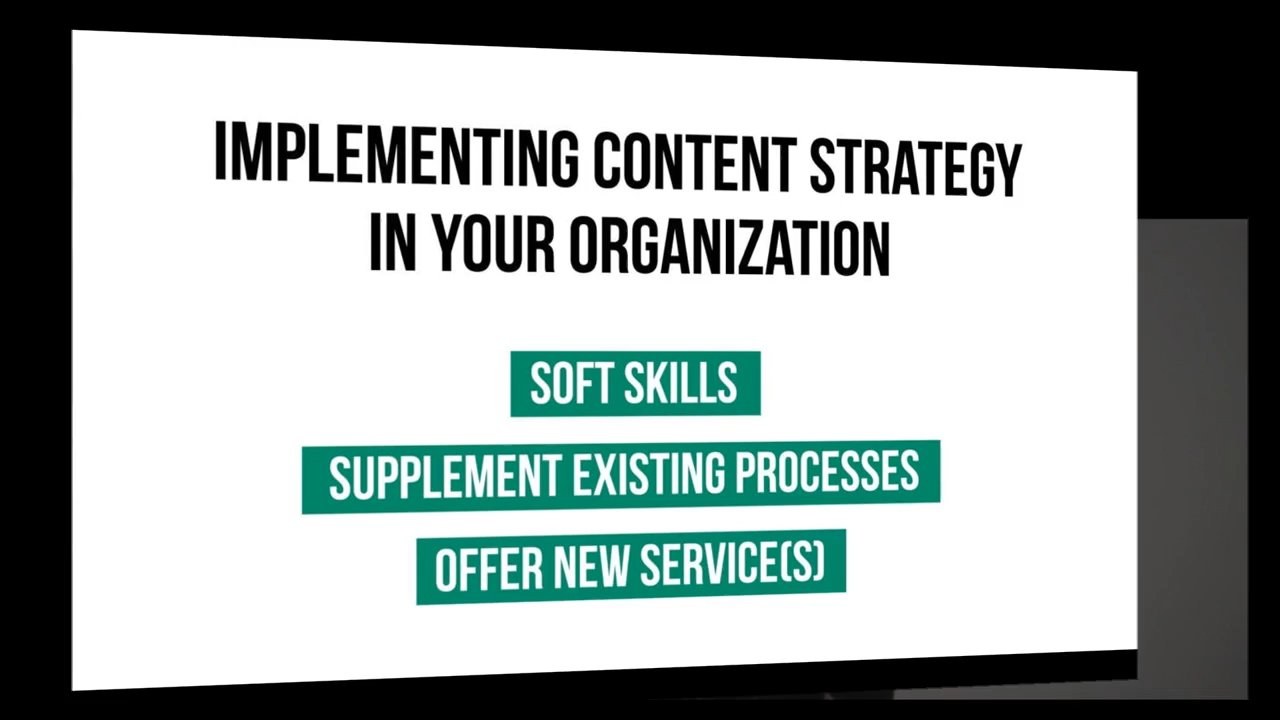 IMPLEMENTING CONTENT STRATEGY
IN YOUR ORGANIZATION
SOFT SKILLS
SUPPLEMENT EXISTING PROCESSES
OFFER NEW SERVICE(S)